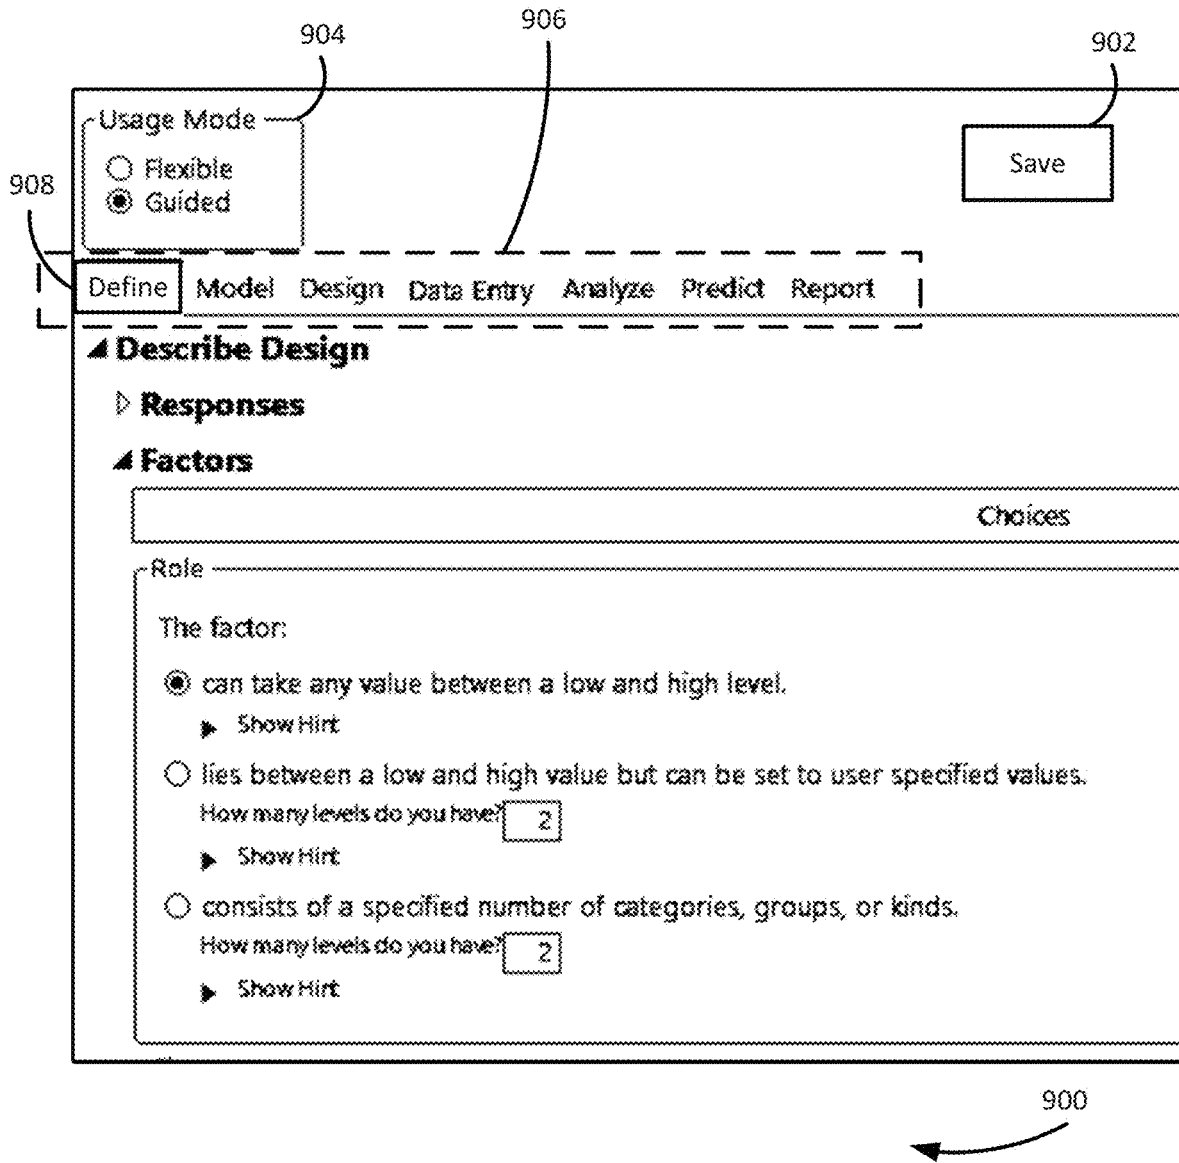 906
904
902
Usage Mode
Flexible
Save
908
Guided
Define Model Design Data Entry Analyze Predict Report
Describe Design
Responses
Factors
Choices
Role
The factor:
can take any value between a low and high level.
Show Hint
lies between a low and high value but can be set to user specified values.
How many levels do you have? 2
Show Hint
consists of a specified number of categories, groups, or kinds.
How many levels do you have? 2
Show Hint
900